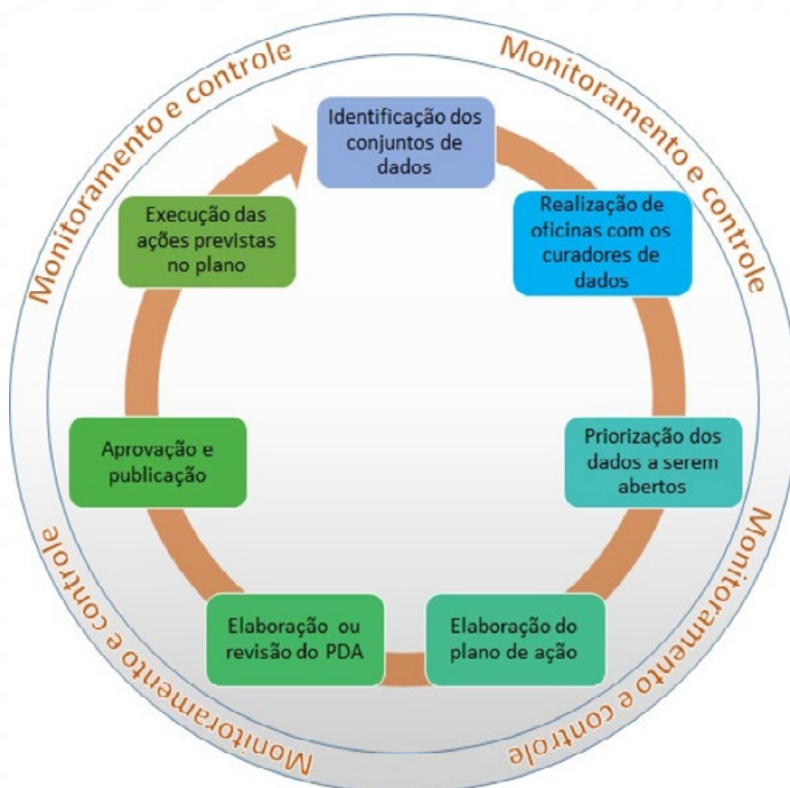 Monitoramento e controle
Monitoramento e controle
Identificação dos
conjuntos de
dados
Execução das
ações previstas
no plano
Realização de
oficinas com os
curadores de
dados
Aprovação e
publicação
Priorização dos
dados a serem
abertos
Elaboração ou
revisão do PDA
Elaboração do
plano de ação
Monitoramento e controle
Monitoramento e controle